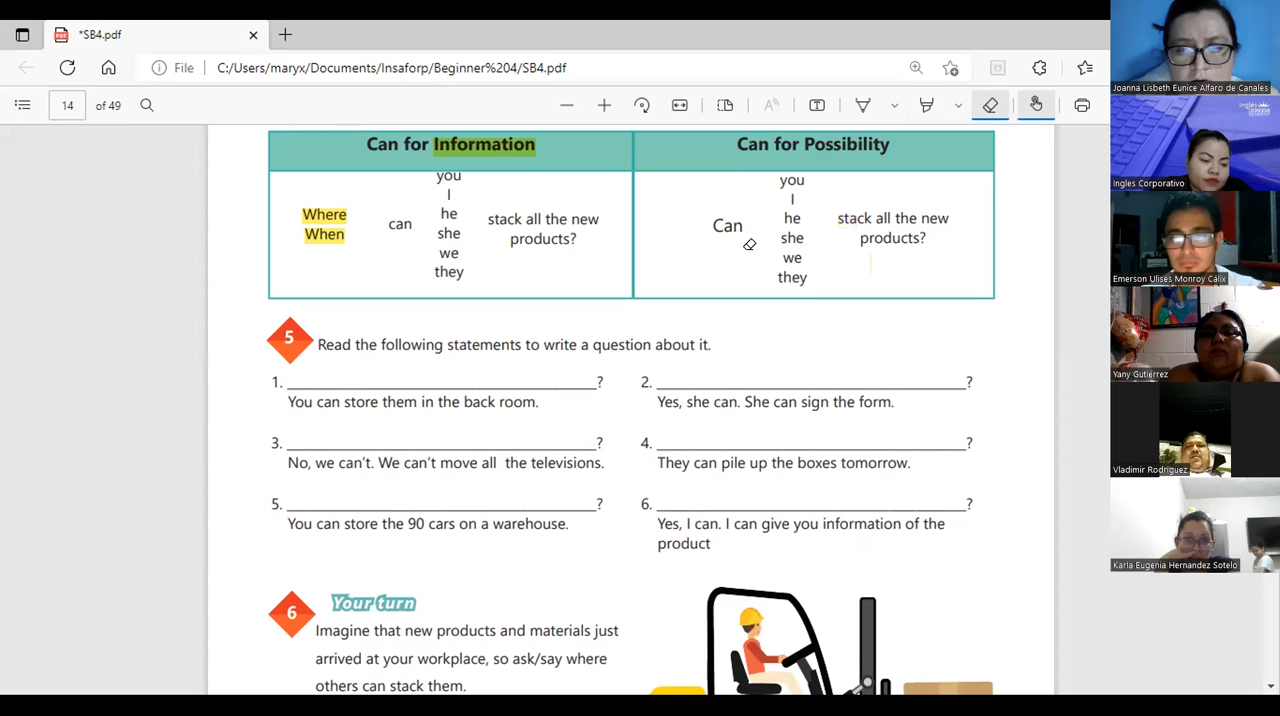 *SB4.pdf
File
C:/Users/maryx/Documents/Insaforp/Beginner%204/SB4.pdf
14
of 49
Can for Information
Can for Possibility
Where
When
can
you
I
he
she
we
they
stack all the new
products?
Can
you
I
he
she
we
they
stack all the new
products?
5
Read the following statements to write a question about it.
1. ?
You can store them in the back room.
2. ?
Yes, she can. She can sign the form.
3. ?
No, we can't. We can't move all the televisions.
4. ?
They can pile up the boxes tomorrow.
5. ?
You can store the 90 cars on a warehouse.
6. ?
Yes, I can. I can give you information of the
product
6
Your turn
Imagine that new products and materials just
arrived at your workplace, so ask/say where
others can stack them.
Joanna Lisbeth Eunice Alfaro de Canales
Ingles Corporativo
Emerson Ulises Monroy Cálix
Yany Gutiérrez
Vladimir Rodriguez
Karla Eugenia Hernandez Sotelo